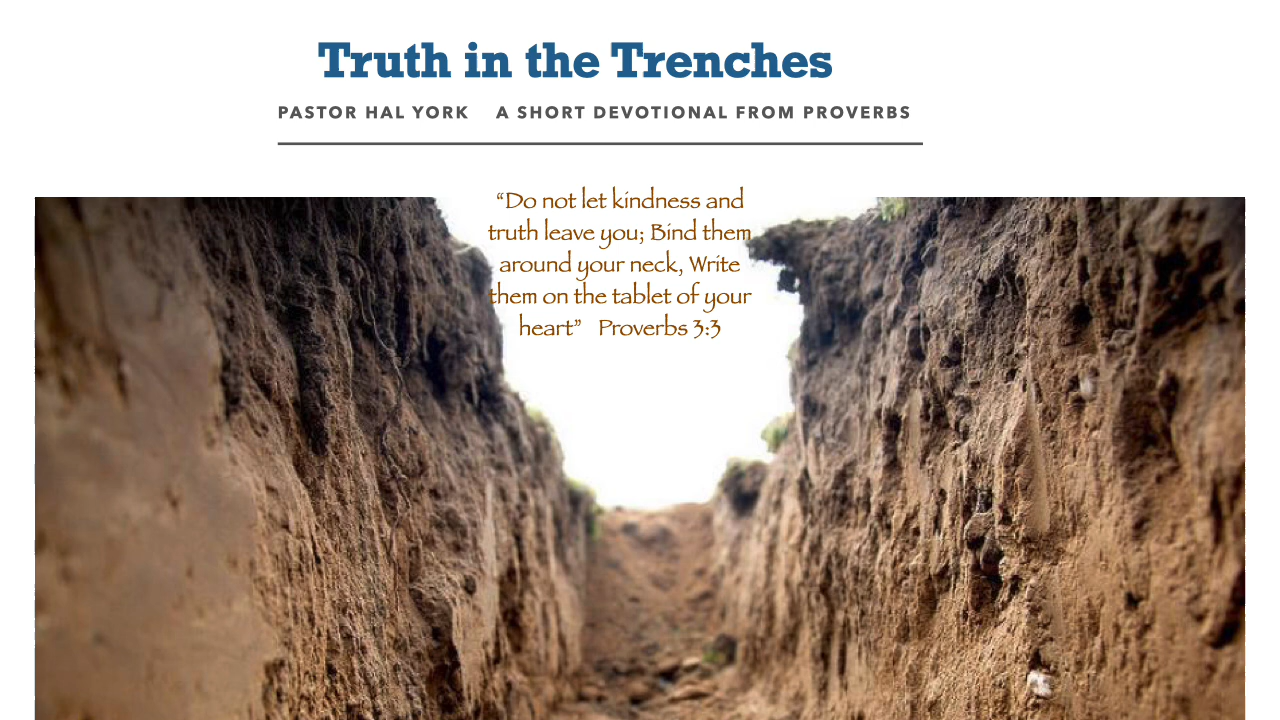 Truth in the Trenches
PASTOR HAL YORK A SHORT DEVOTIONAL FROM PROVERBS
“Do not let kindness and
truth leave you; Bind them
around your neck, Write
them on the tablet of your
heart” Proverbs 3:3